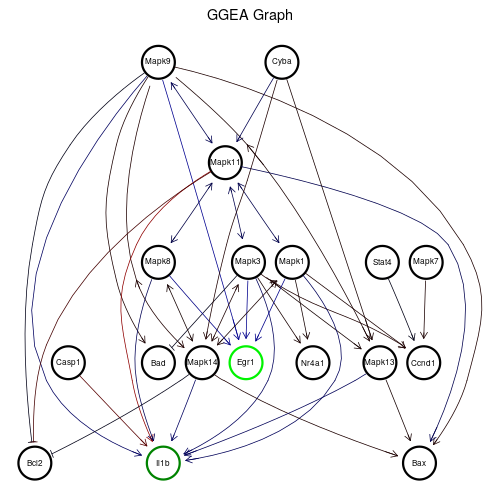 GGEA Graph
Mapk9
Cyba
Mapk11
Mapk8
Mapk3
Mapk1
Stat4
Mapk7
Casp1
Bad
Mapk14
Egr1
Nr4a1
Mapk13
Ccnd1
Bcl2
Il1b
Bax